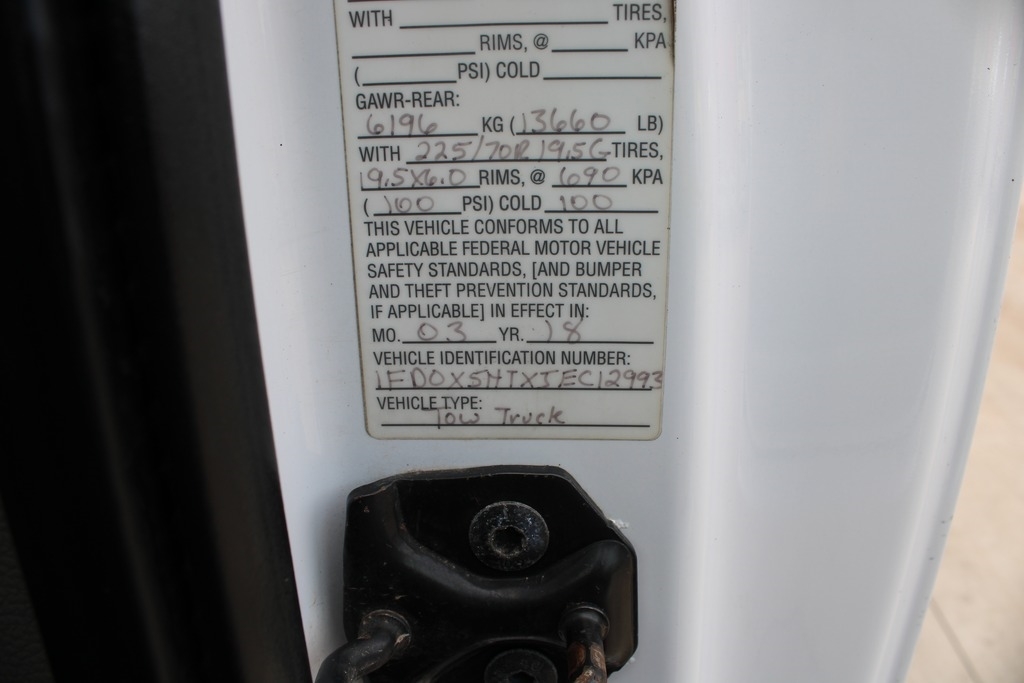 WITH TIRES,
RIMS, @ KPA
( PSI) COLD
GAWR-REAR:
6196 KG (13660 LB)
WITH 225/70R19.5G TIRES,
19.5X6.0 RIMS, @ 690 KPA
(100 PSI) COLD 100
THIS VEHICLE CONFORMS TO ALL
APPLICABLE FEDERAL MOTOR VEHICLE
SAFETY STANDARDS, [AND BUMPER
AND THEFT PREVENTION STANDARDS,
IF APPLICABLE] IN EFFECT IN:
MO. 03 YR. 18
VEHICLE IDENTIFICATION NUMBER:
1FD0X5HTXJEC12993
VEHICLE TYPE:
Tow Truck